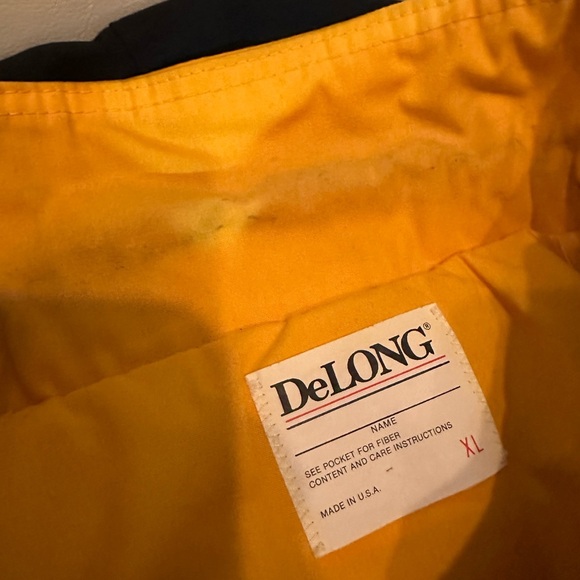 DeLONG®
NAME
SEE POCKET FOR FIBER
CONTENT AND CARE INSTRUCTIONS
XL
MADE IN U.S.A.